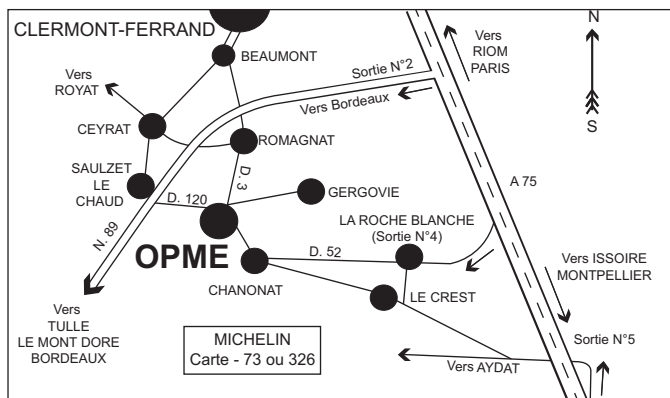 CLERMONT-FERRAND
BEAUMONT
Vers
ROYAT
Sortie N°2
Vers
RIOM
PARIS
N
S
Vers Bordeaux
CEYRAT
ROMAGNAT
SAULZET
LE
CHAUD
D. 3
D. 120
GERGOVIE
A 75
N. 89
OPME
LA ROCHE BLANCHE
(Sortie N°4)
D. 52
CHANONAT
Vers ISSOIRE
MONTPELLIER
LE CREST
Vers
TULLE
LE MONT DORE
BORDEAUX
MICHELIN
Carte - 73 ou 326
Sortie N°5
Vers AYDAT